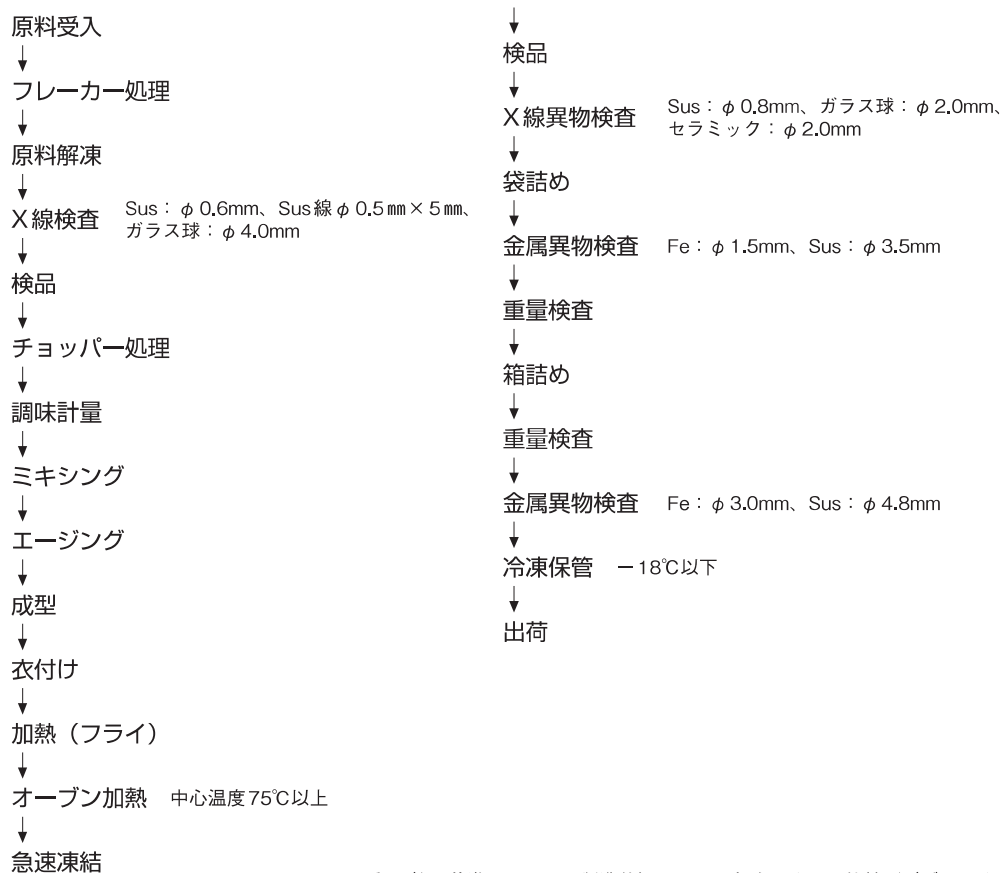 原料受入
↓
フレーカー処理
↓
原料解凍
↓
X線検査 Sus：φ0.6mm、Sus線φ0.5㎜×5㎜、
ガラス球：φ4.0mm
↓
検品
↓
チョッパー処理
↓
調味計量
↓
ミキシング
↓
エージング
↓
成型
↓
衣付け
↓
加熱（フライ）
↓
オーブン加熱 中心温度75℃以上
↓
急速凍結
↓
検品
↓
X線異物検査 Sus：φ0.8mm、ガラス球：φ2.0mm、
セラミック：φ2.0mm
↓
袋詰め
↓
金属異物検査 Fe：φ1.5mm、Sus：φ3.5mm
↓
重量検査
↓
箱詰め
↓
重量検査
↓
金属異物検査 Fe：φ3.0mm、Sus：φ4.8mm
↓
冷凍保管 －18℃以下
↓
出荷